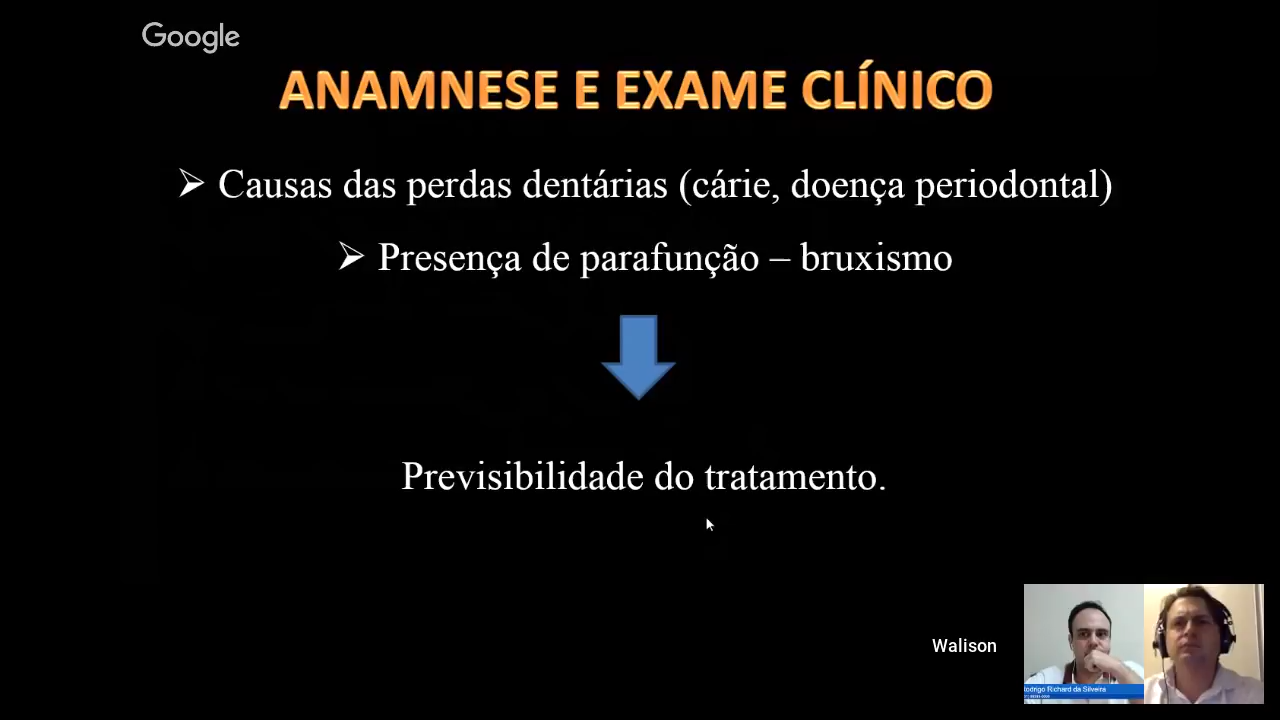 Google
ANAMNESE E EXAME CLÍNICO
➢ Causas das perdas dentárias (cárie, doença periodontal)
➢ Presença de parafunção – bruxismo
Previsibilidade do tratamento.
Walison
Rodrigo Richard da Silveira